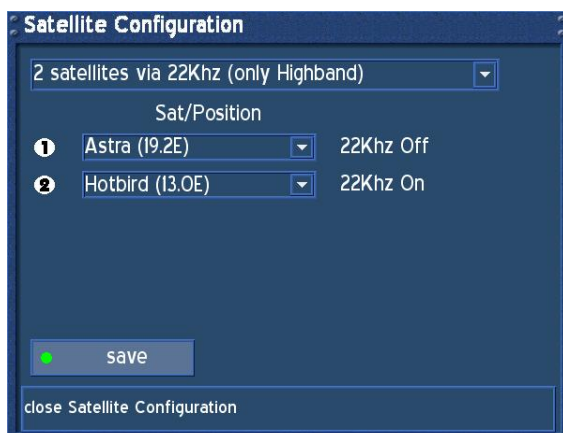 Satellite Configuration
2 satellites via 22Khz (only Highband)
Sat/Position
1 Astra (19.2E) 22Khz Off
2 Hotbird (13.0E) 22Khz On
save
close Satellite Configuration